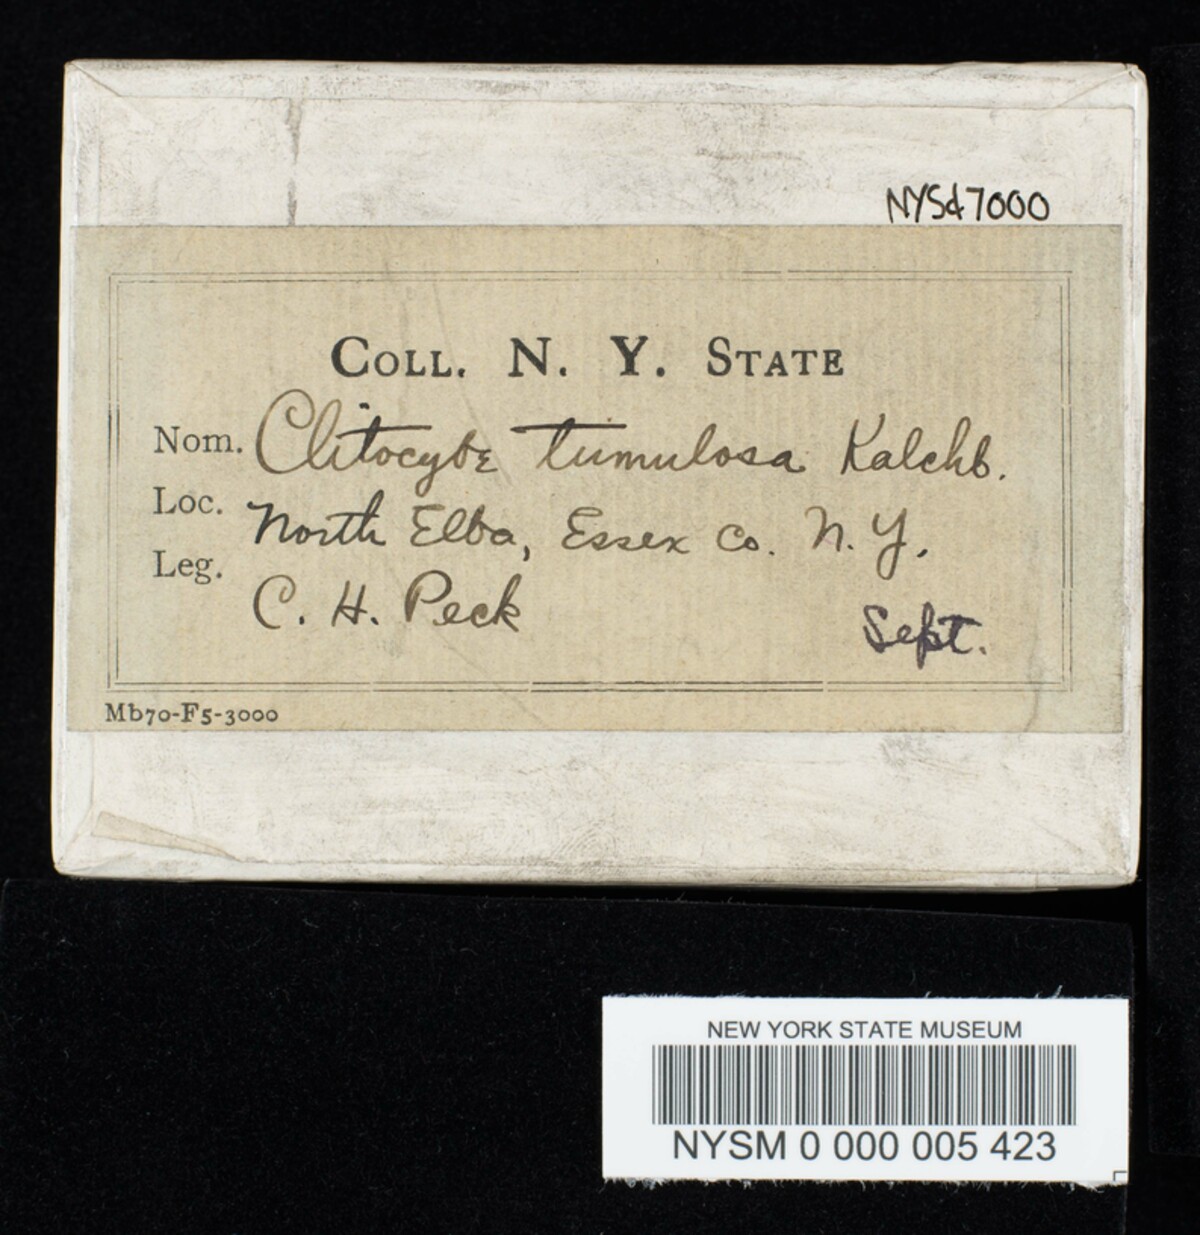 NYSd7000
COLL. N. Y. STATE
Nom. Clitocybe tumulosa Kalchb.
Loc. North Elba, Essex Co. N. Y.
Leg. C. H. Peck
Sept.
Mb70-F5-3000
NEW YORK STATE MUSEUM
NYSM 0 000 005 423